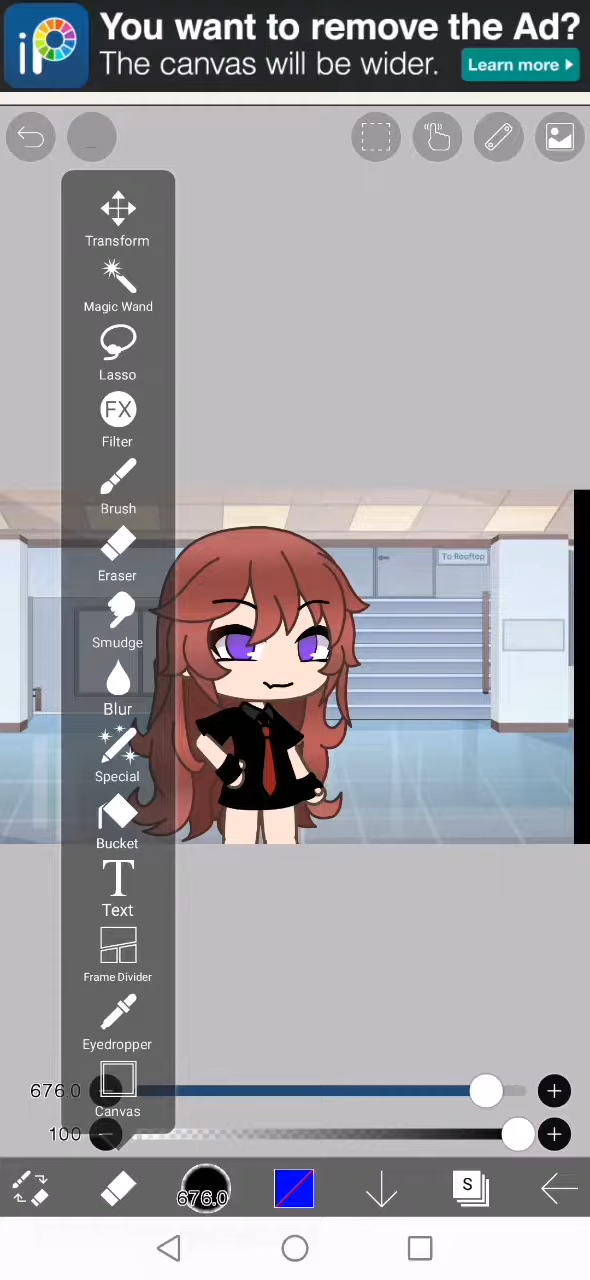 You want to remove the Ad?
The canvas will be wider.
Learn more
Transform
Magic Wand
Lasso
FX
Filter
Brush
Eraser
To Rooftop
Smudge
Blur
Special
Bucket
T
Text
Frame Divider
Eyedropper
676.0
Canvas
100
676.0
S